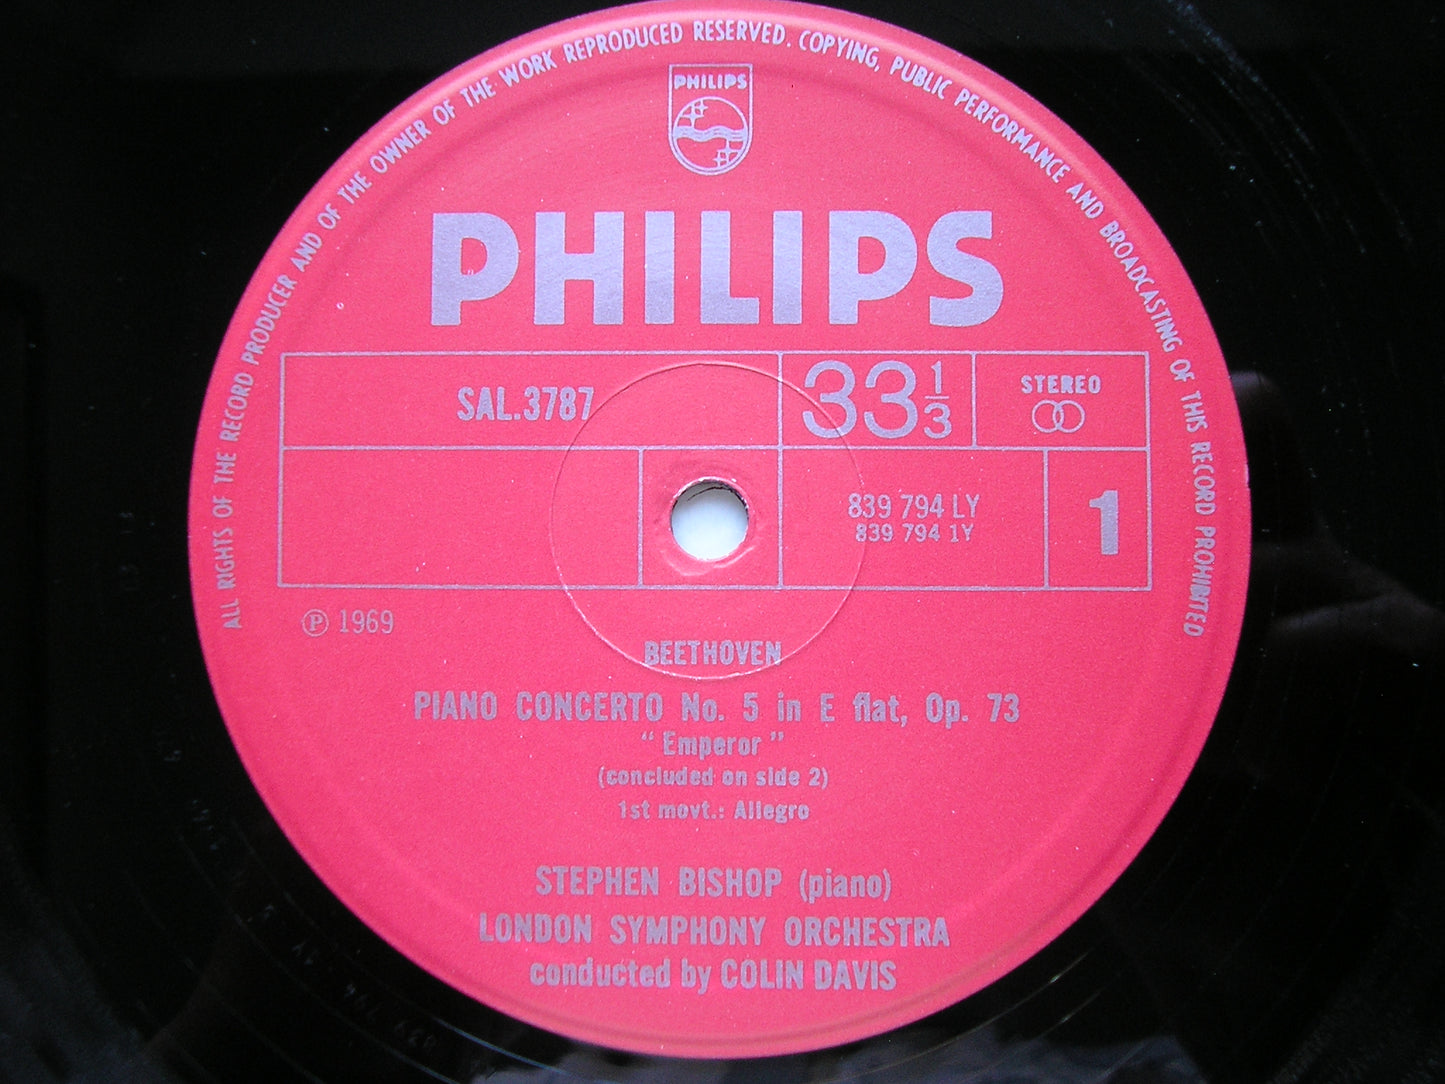 ALL RIGHTS OF THE RECORD PRODUCER AND OF THE OWNER OF THE WORK REPRODUCED RESERVED. COPYING, PUBLIC PERFORMANCE AND BROADCASTING OF THIS RECORD PROHIBITED
PHILIPS
PHILIPS
SAL.3787
33 1/3
STEREO
839 794 LY
839 794 1Y
1
℗ 1969
BEETHOVEN
PIANO CONCERTO No. 5 in E flat, Op. 73
"Emperor"
(concluded on side 2)
1st movt.: Allegro
STEPHEN BISHOP (piano)
LONDON SYMPHONY ORCHESTRA
conducted by COLIN DAVIS